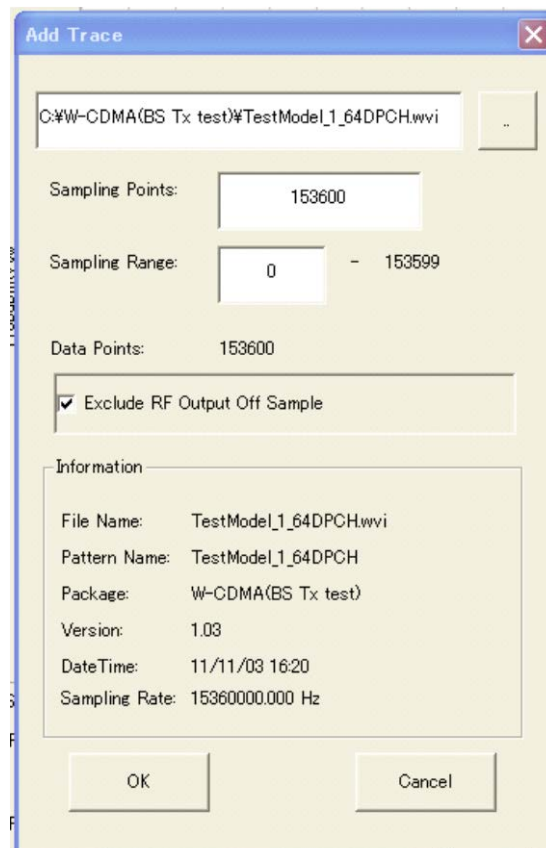 Add Trace
C:¥W-CDMA(BS Tx test)¥TestModel_1_64DPCH.wvi
..
Sampling Points: 153600
Sampling Range: 0 - 153599
Data Points: 153600
Exclude RF Output Off Sample
Information
File Name: TestModel_1_64DPCH.wvi
Pattern Name: TestModel_1_64DPCH
Package: W-CDMA(BS Tx test)
Version: 1.03
DateTime: 11/11/03 16:20
Sampling Rate: 15360000.000 Hz
OK Cancel